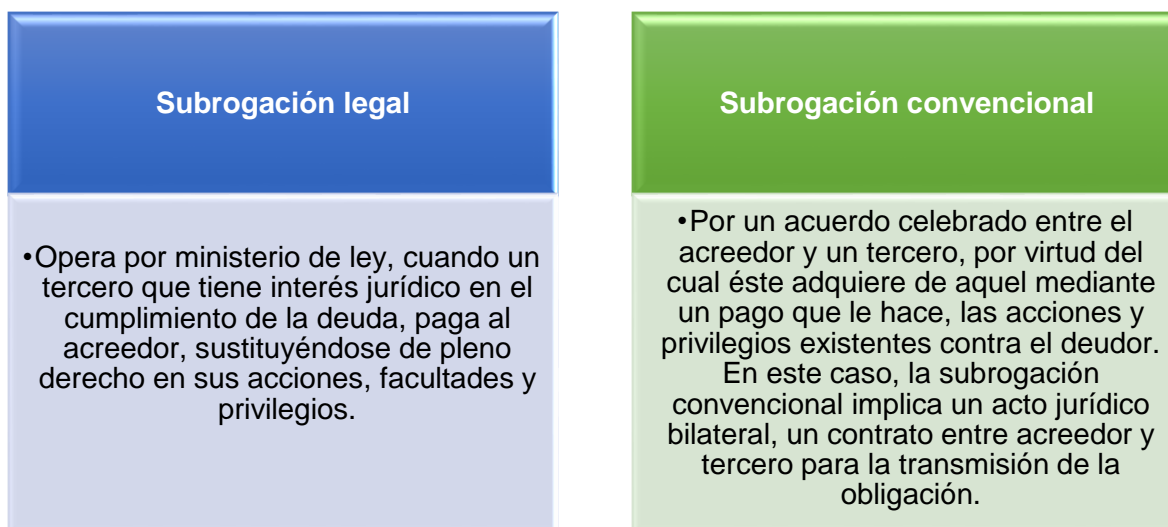 Subrogación legal
•Opera por ministerio de ley, cuando un
tercero que tiene interés jurídico en el
cumplimiento de la deuda, paga al
acreedor, sustituyéndose de pleno
derecho en sus acciones, facultades y
privilegios.
Subrogación convencional
•Por un acuerdo celebrado entre el
acreedor y un tercero, por virtud del
cual éste adquiere de aquel mediante
un pago que le hace, las acciones y
privilegios existentes contra el deudor.
En este caso, la subrogación
convencional implica un acto jurídico
bilateral, un contrato entre acreedor y
tercero para la transmisión de la
obligación.